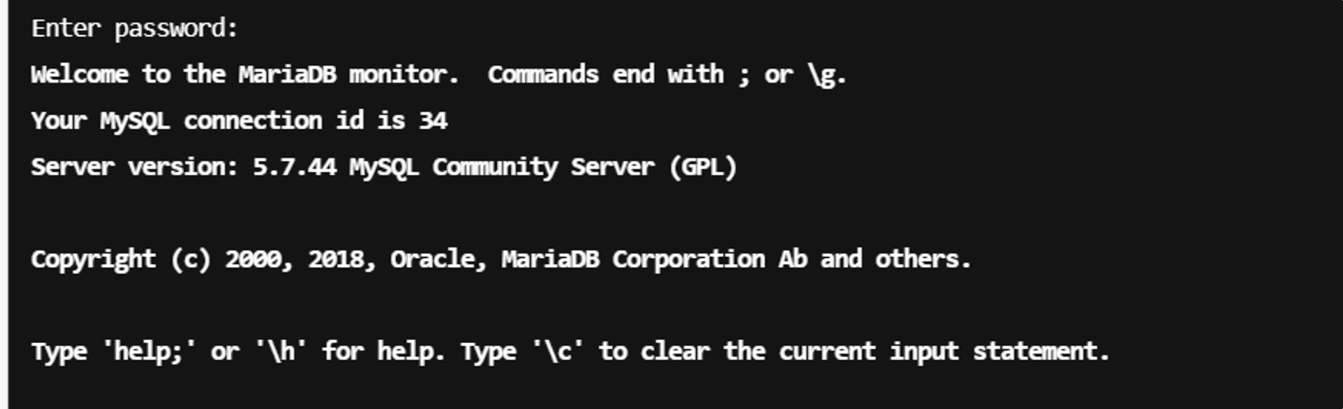 Enter password:
Welcome to the MariaDB monitor.  Commands end with ; or \g.
Your MySQL connection id is 34
Server version: 5.7.44 MySQL Community Server (GPL)
Copyright (c) 2000, 2018, Oracle, MariaDB Corporation Ab and others.
Type 'help;' or '\h' for help. Type '\c' to clear the current input statement.